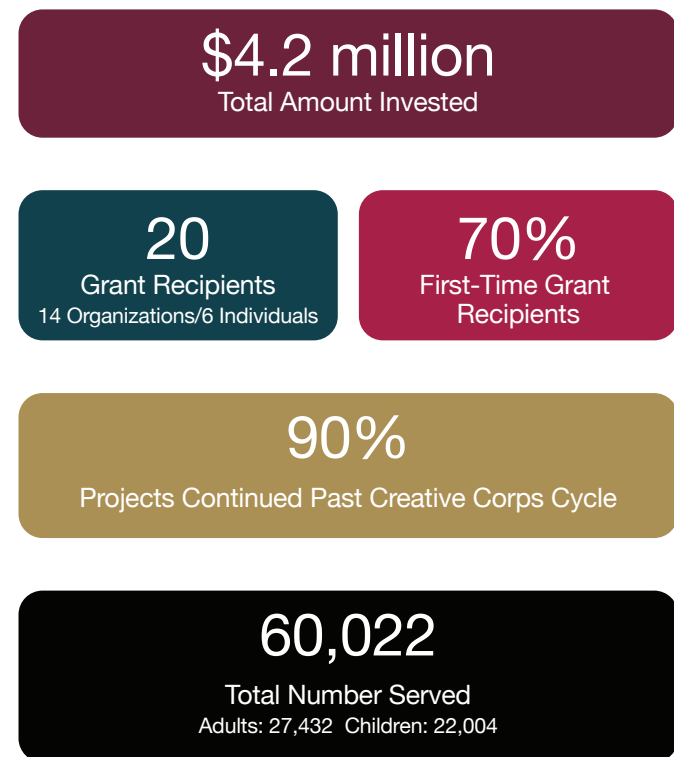 $4.2 million
Total Amount Invested
20
Grant Recipients
14 Organizations/6 Individuals
70%
First-Time Grant
Recipients
90%
Projects Continued Past Creative Corps Cycle
60,022
Total Number Served
Adults: 27,432 Children: 22,004